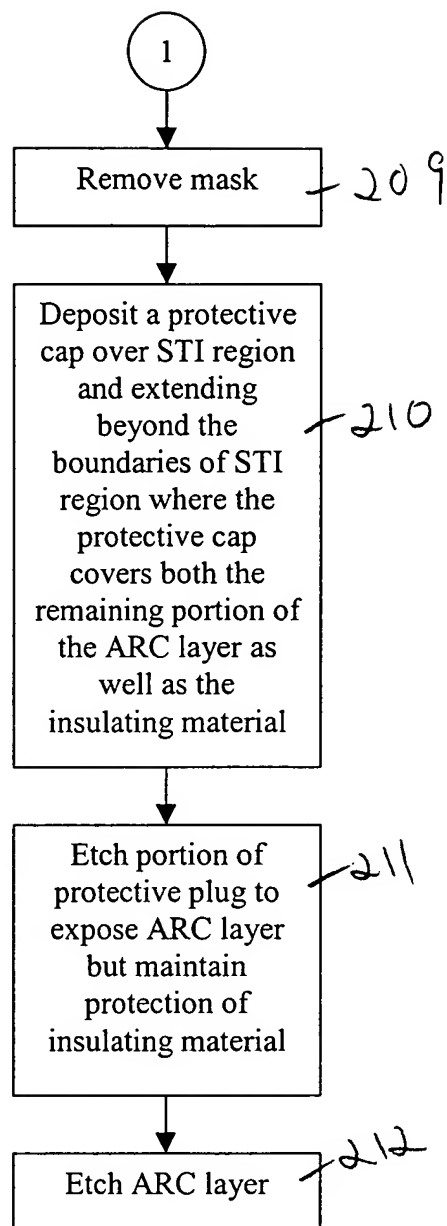 1
Remove mask
209
Deposit a protective
cap over STI region
and extending
beyond the
boundaries of STI
region where the
protective cap
covers both the
remaining portion of
the ARC layer as
well as the
insulating material
210
Etch portion of
protective plug to
expose ARC layer
but maintain
protection of
insulating material
211
Etch ARC layer
212